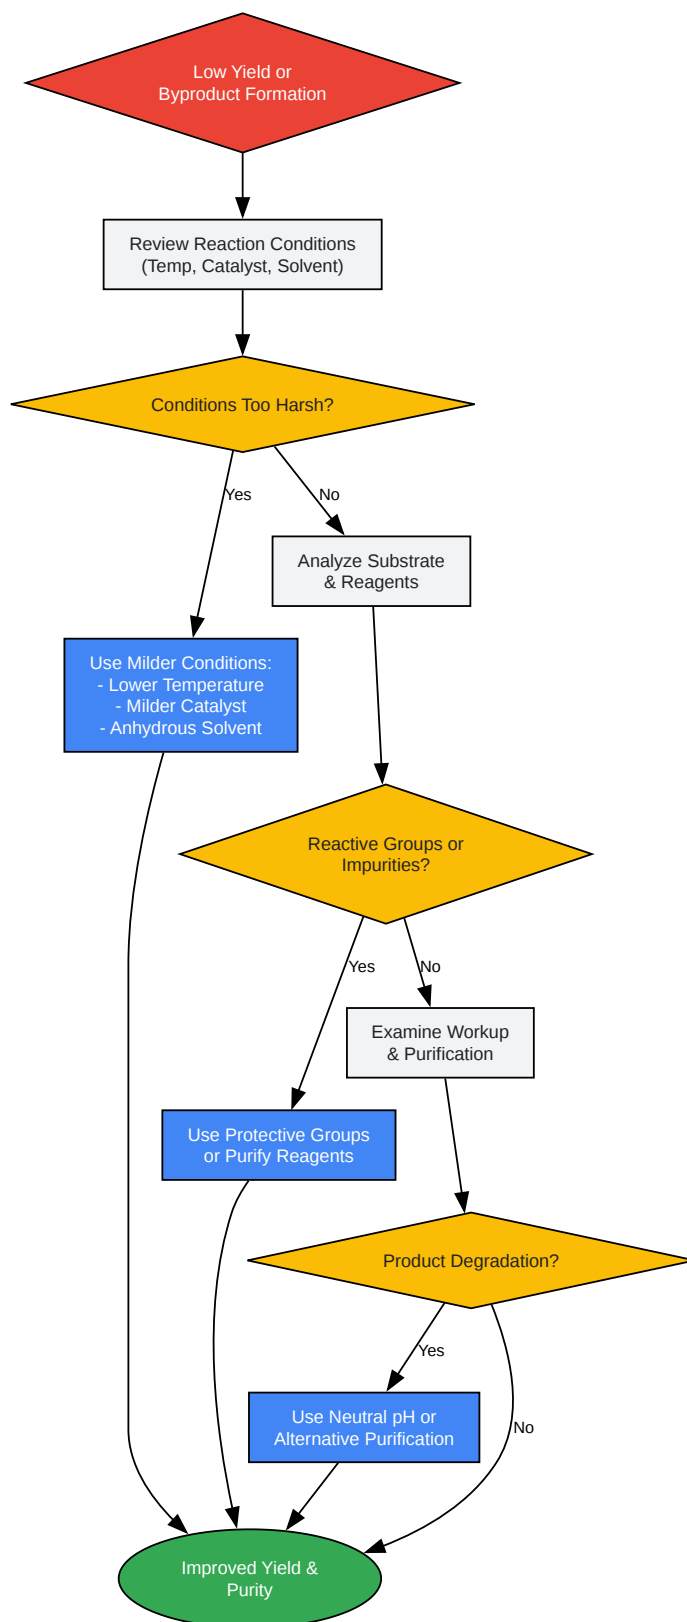 Low Yield or
Byproduct Formation
Review Reaction Conditions
(Temp, Catalyst, Solvent)
Conditions Too Harsh?
Yes
No
Analyze Substrate
& Reagents
Use Milder Conditions:
- Lower Temperature
- Milder Catalyst
- Anhydrous Solvent
Reactive Groups or
Impurities?
Yes
No
Examine Workup
& Purification
Use Protective Groups
or Purify Reagents
Product Degradation?
Yes
Use Neutral pH or
Alternative Purification
No
Improved Yield &
Purity